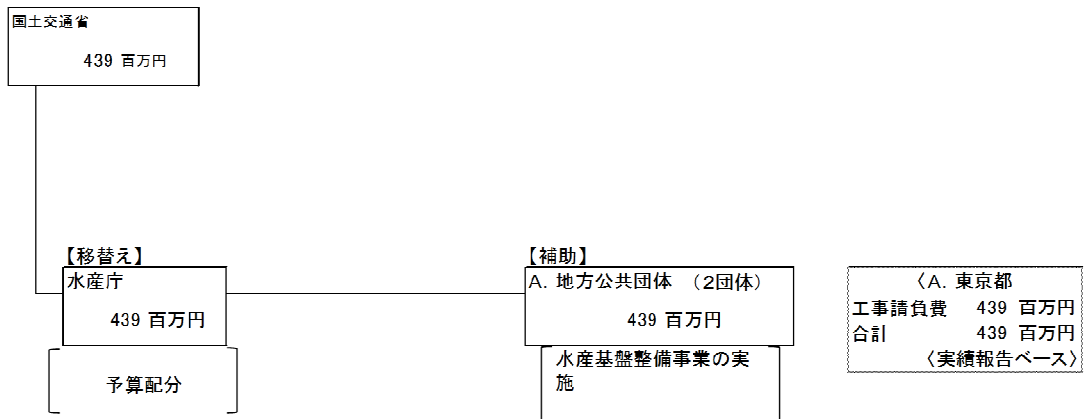 国土交通省
439 百万円
【移替え】
水産庁
439 百万円
予算配分
【補助】
A. 地方公共団体 （2団体）
439 百万円
水産基盤整備事業の実
施
〈A. 東京都
工事請負費 439 百万円
合計 439 百万円
〈実績報告ベース〉